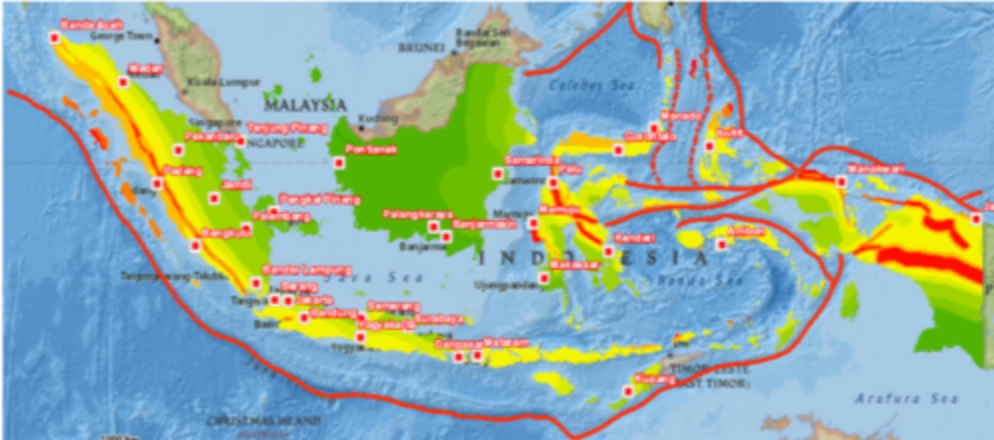 Banda Aceh
George Town
Medan
Kuala Lumpur
BRUNEI
Bandar Seri
Begawan
Celebes Sea
MALAYSIA
Kuching
Singapore
Tanjung Pinang
Pekanbaru
Pontianak
Manado
Gorontalo
Samarinda
Palu
Manokwari
Padang
Jambi
Pangkal Pinang
Palembang
Palangkaraya
Banjarmasin
Mamuju
Ambon
Kendari
Bengkulu
INDONESIA
Makassar
Ujungpandang
Banda Sea
Bandar Lampung
Java Sea
Serang
Jakarta
Bandung
Semarang
Surabaya
Yogyakarta
Denpasar
Mataram
Kupang
TIMOR-LESTE
(EAST TIMOR)
Arafura Sea
CHRISTMAS ISLAND